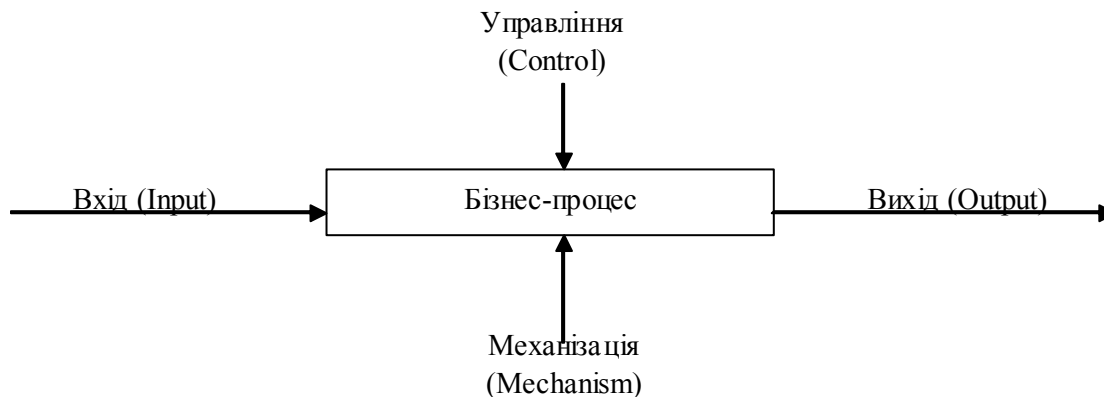 Управління
(Control)
Вхід (Input)
Бізнес-процес
Вихід (Output)
Механізація
(Mechanism)